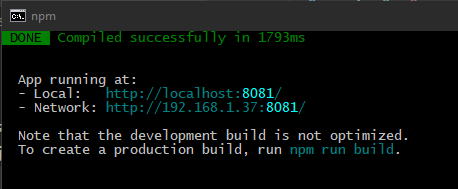 npm
DONE Compiled successfully in 1793ms
App running at:
- Local: http://localhost:8081/
- Network: http://192.168.1.37:8081/
Note that the development build is not optimized.
To create a production build, run npm run build.